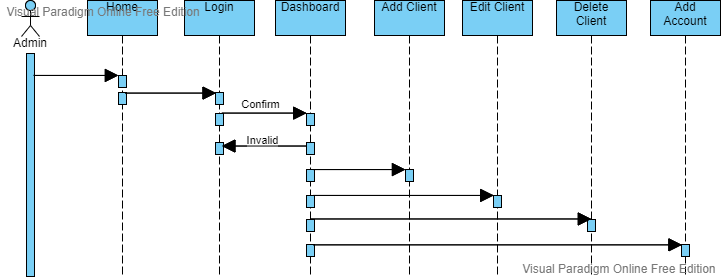 Visual Paradigm Online Free Edition
Home
Login
Dashboard
Add Client
Edit Client
Delete
Client
Add
Account
Admin
Confirm
Invalid
Visual Paradigm Online Free Edition